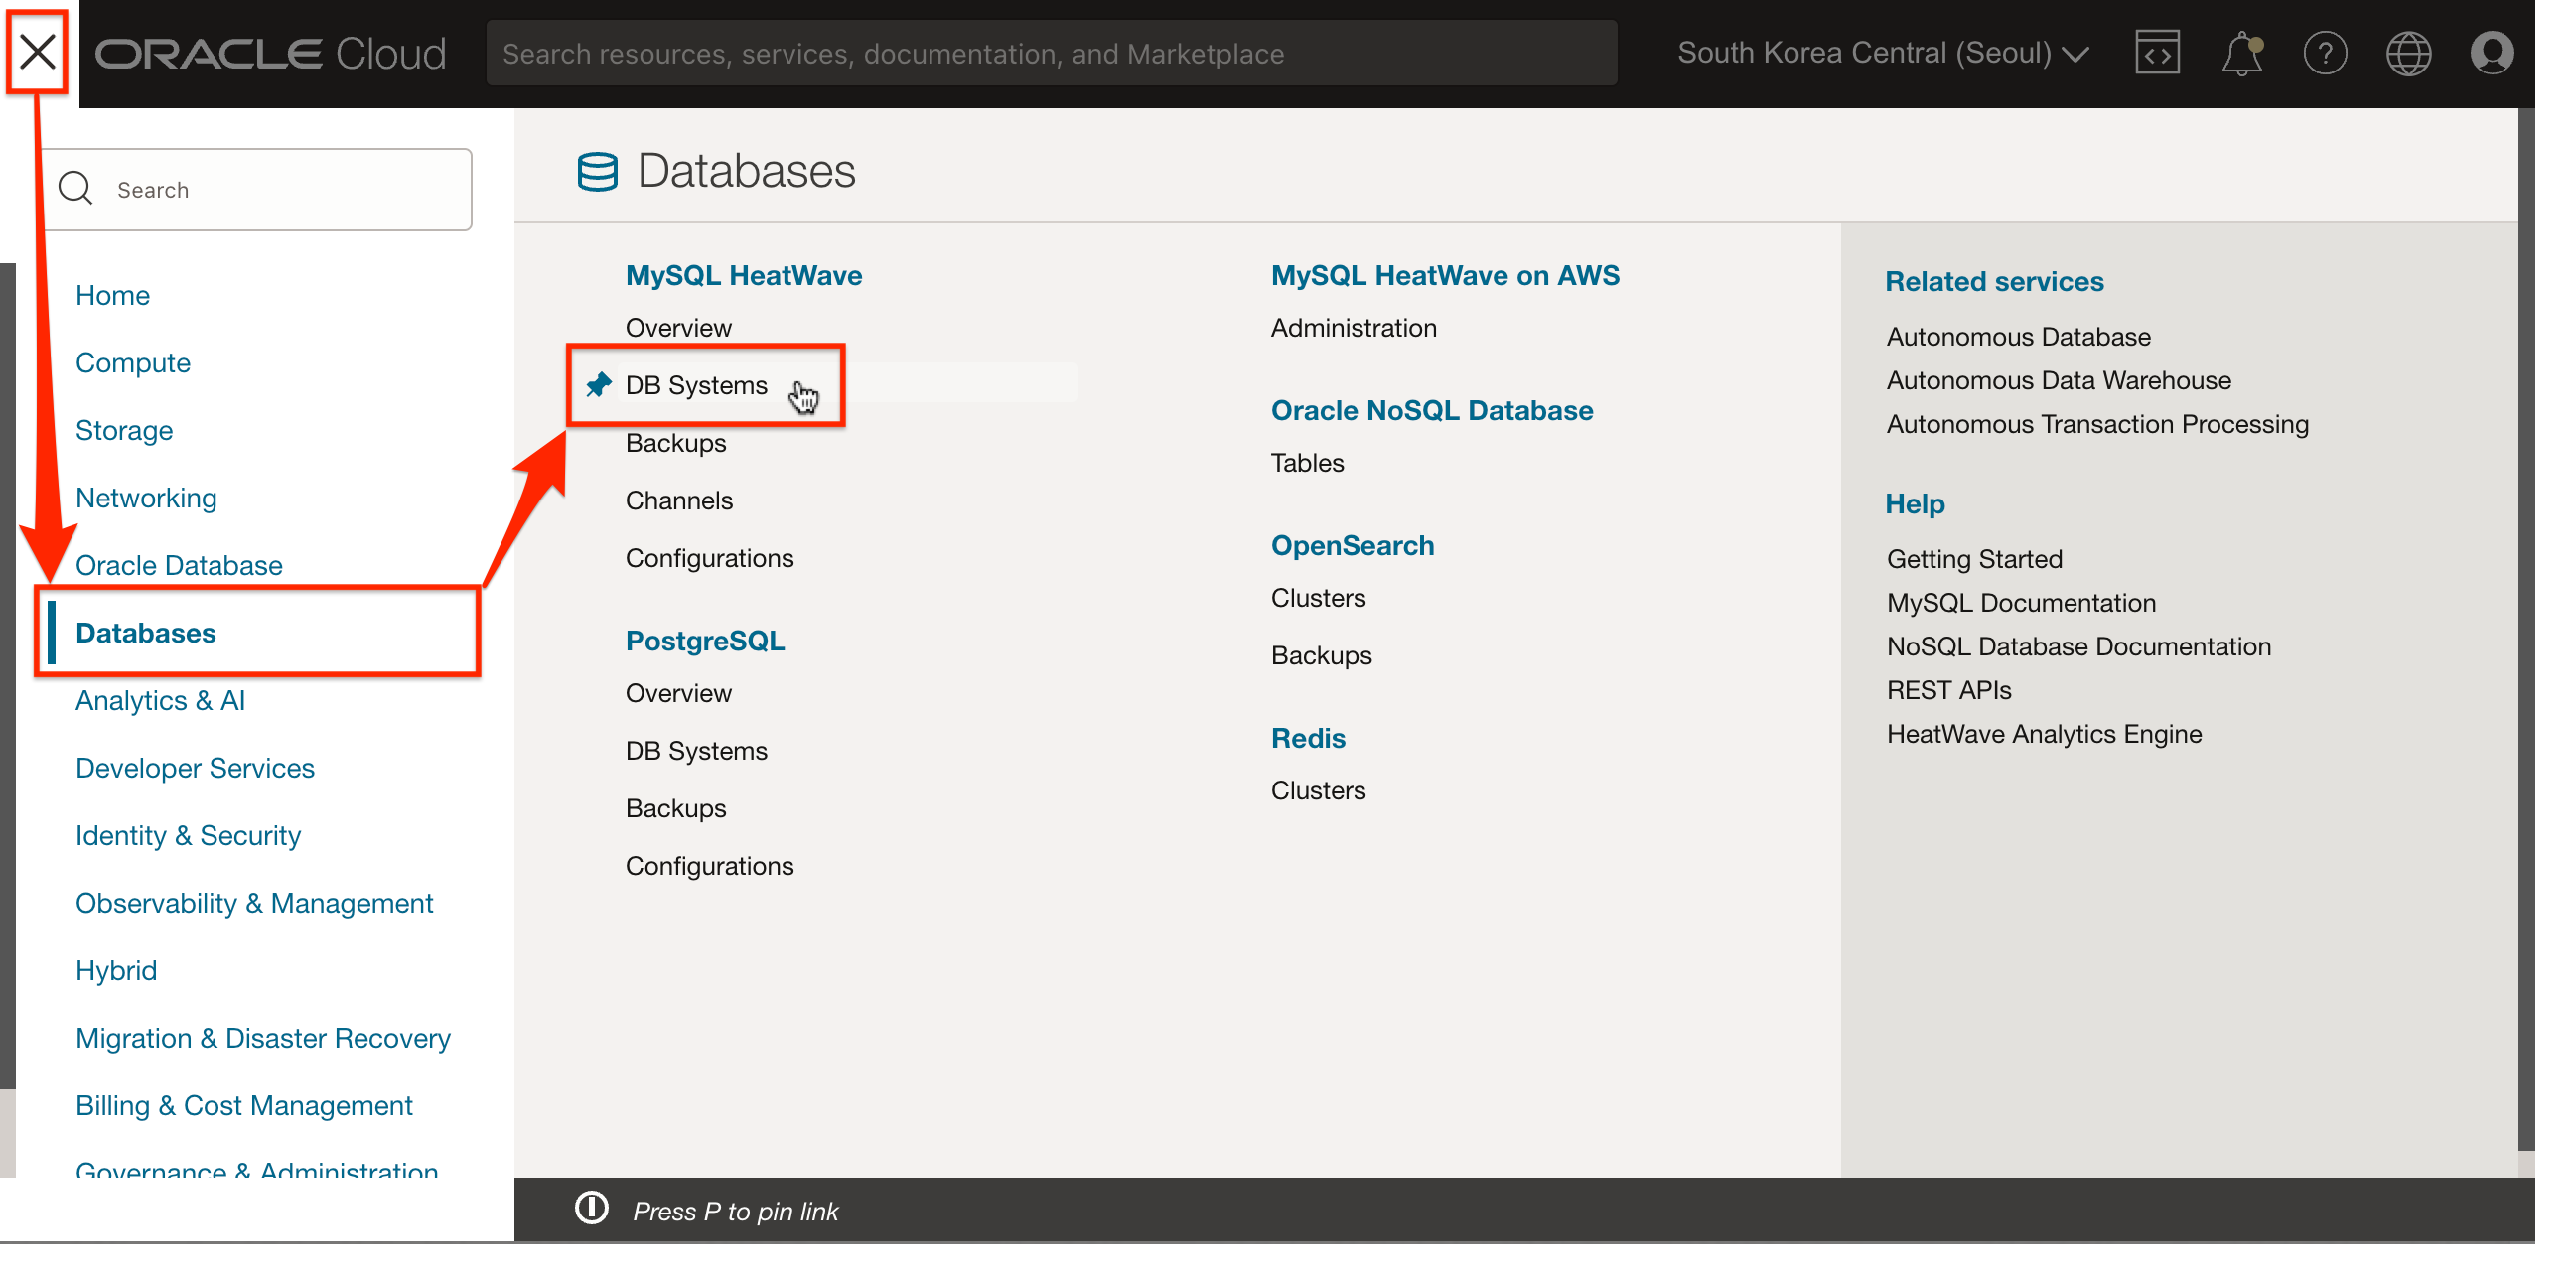 ORACLE Cloud
Search resources, services, documentation, and Marketplace
South Korea Central (Seoul)
Search
Home
Compute
Storage
Networking
Oracle Database
Databases
Analytics & AI
Developer Services
Identity & Security
Observability & Management
Hybrid
Migration & Disaster Recovery
Billing & Cost Management
Governance & Administration
Databases
MySQL HeatWave
Overview
DB Systems
Backups
Channels
Configurations
PostgreSQL
Overview
DB Systems
Backups
Configurations
MySQL HeatWave on AWS
Administration
Oracle NoSQL Database
Tables
OpenSearch
Clusters
Backups
Redis
Clusters
Related services
Autonomous Database
Autonomous Data Warehouse
Autonomous Transaction Processing
Help
Getting Started
MySQL Documentation
NoSQL Database Documentation
REST APIs
HeatWave Analytics Engine
Press P to pin link